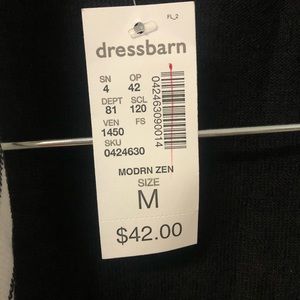 FL_2
dressbarn
SN OP
4 42
DEPT SCL
81 120
VEN FS
1450
SKU
0424630
042463090014
MODRN ZEN
SIZE
M
$42.00